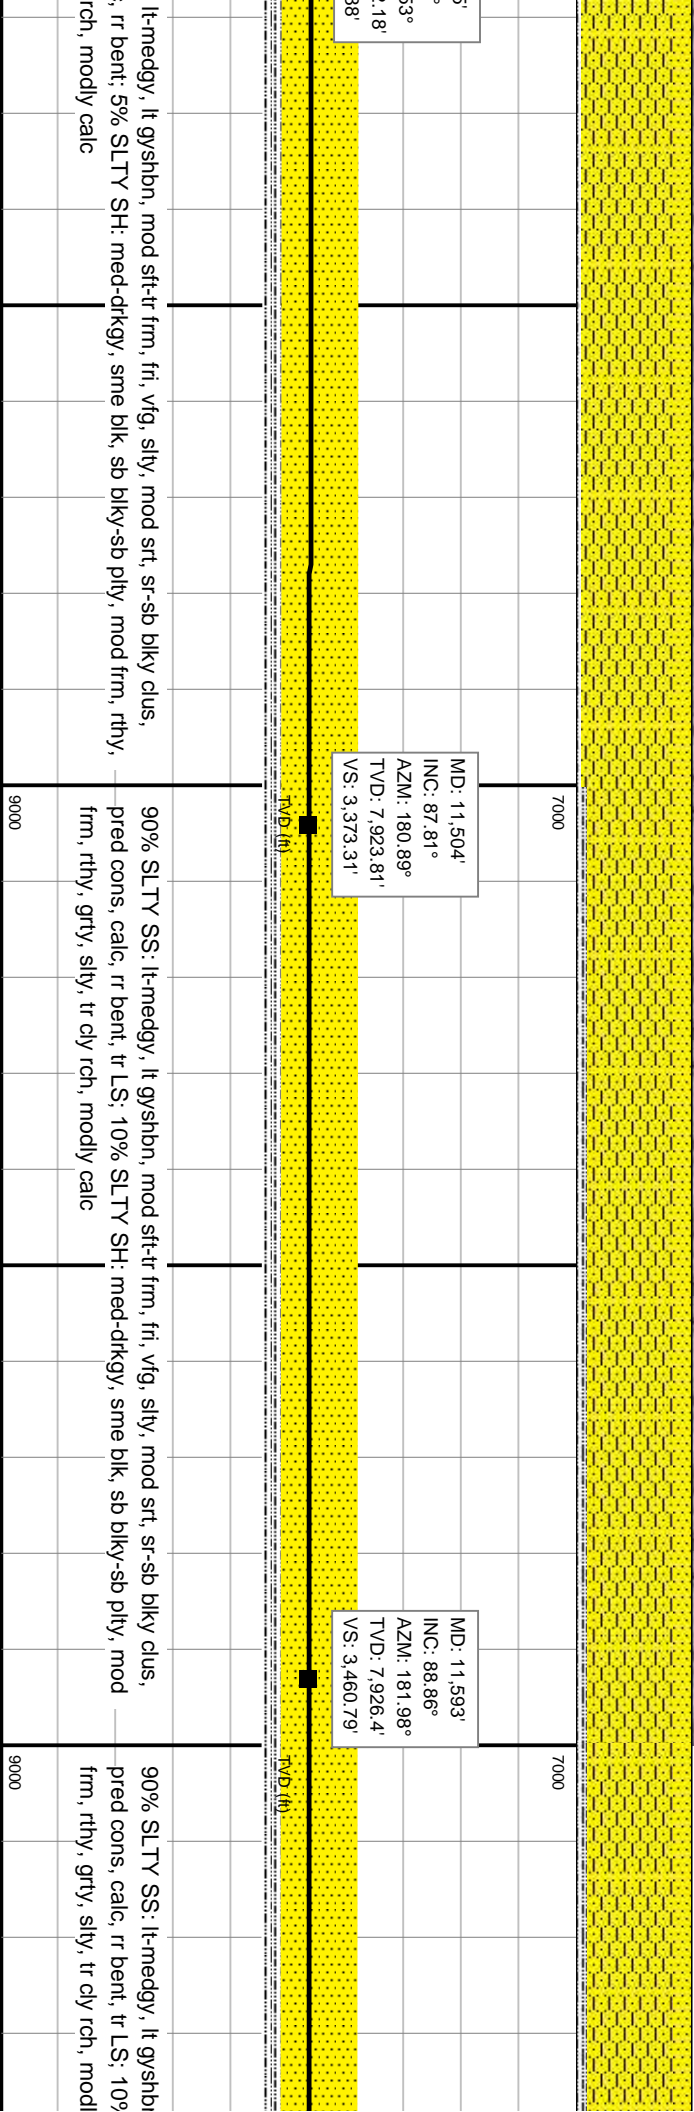 lt-medgy, lt gyshbn, mod sft-tr frm, fri, vfg, slty, mod srt, sr-sb blky clus,
rr bent; 5% SLTY SH: med-drkgy, sme blk, sb blky-sb plty, mod frm, rthy,
rch, modly calc
7000
MD: 11,504'
INC: 87.81°
AZM: 180.89°
TVD: 7,923.81'
VS: 3,373.31'
TVD (ft)
9000
90% SLTY SS: lt-medgy, lt gyshbn, mod sft-tr frm, fri, vfg, slty, mod srt, sr-sb blky clus,
pred cons, calc, rr bent, tr LS; 10% SLTY SH: med-drkgy, sme blk, sb blky-sb plty, mod
frm, rthy, grty, slty, tr cly rch, modly calc
MD: 11,593'
INC: 88.86°
AZM: 181.98°
TVD: 7,926.4'
VS: 3,460.79'
7000
TVD (ft)
9000
90% SLTY SS: lt-medgy, lt gyshbn
pred cons, calc, rr bent, tr LS; 10%
frm, rthy, grty, slty, tr cly rch, modl